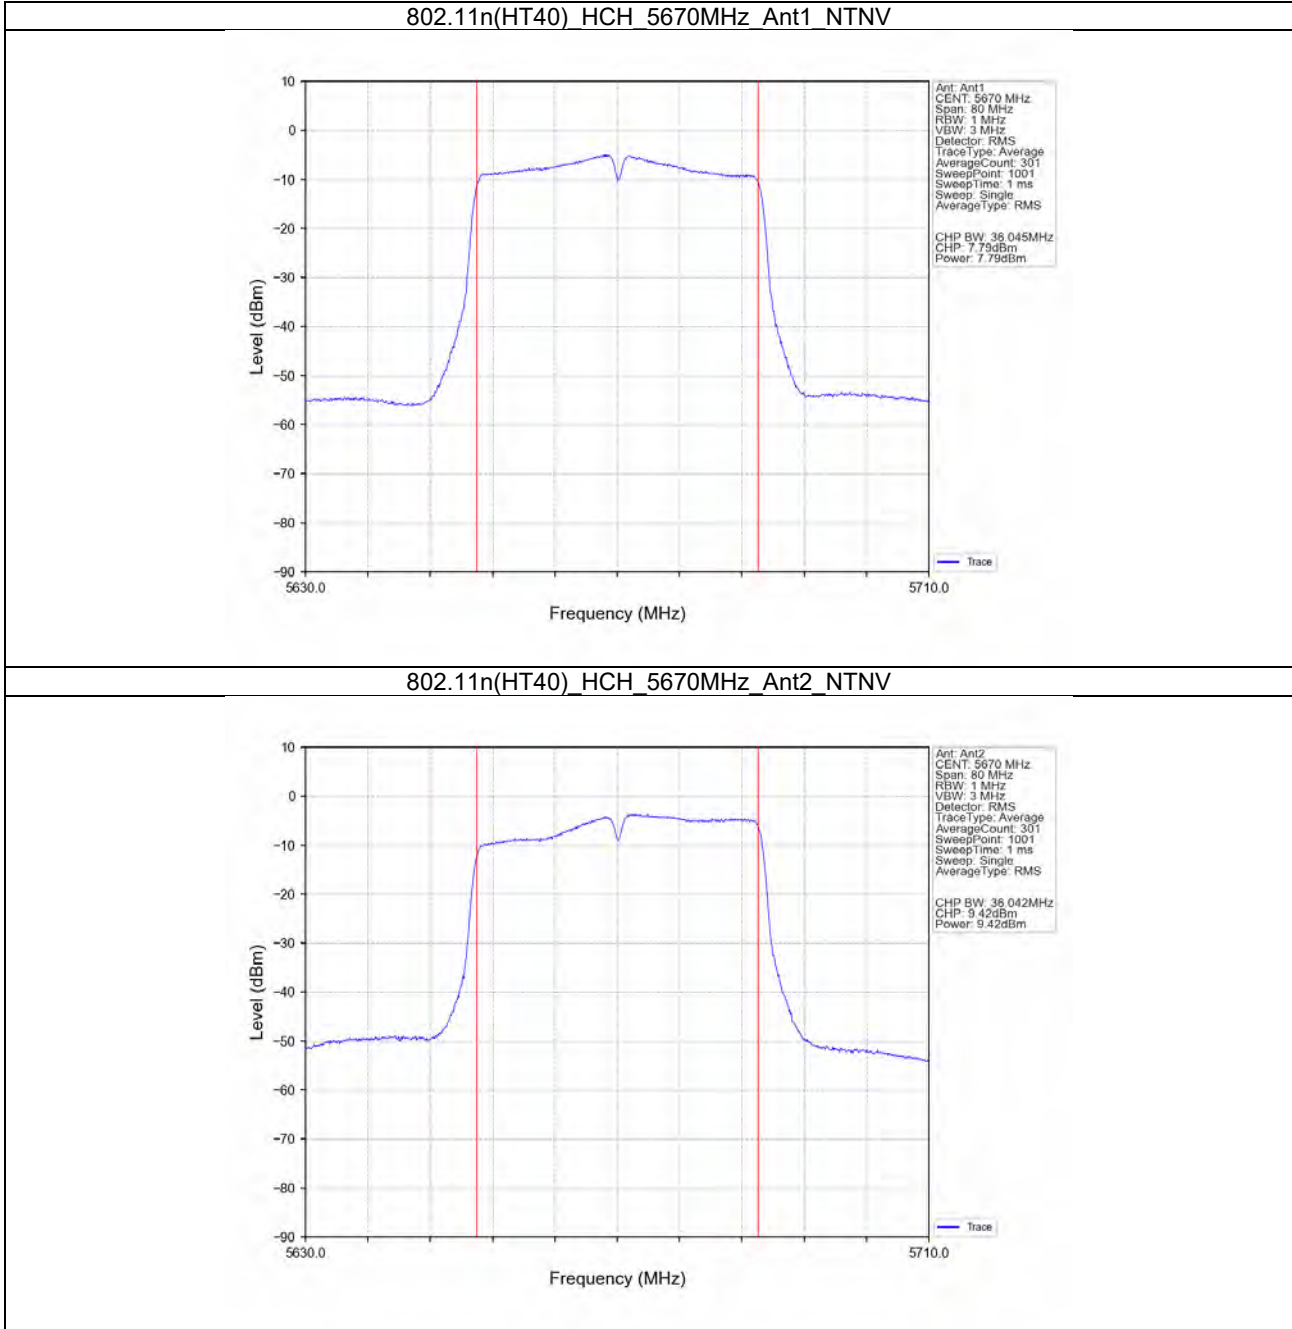 802.11n(HT40)_HCH_5670MHz_Ant1_NTNV
10
0
−10
−20
−30
−40
−50
−60
−70
−80
−90
Level (dBm)
5630.0
5710.0
Frequency (MHz)
Ant: Ant1
CENT: 5670 MHz
Span: 80 MHz
RBW: 1 MHz
VBW: 3 MHz
Detector: RMS
TraceType: Average
AverageCount: 301
SweepPoint: 1001
SweepTime: 1 ms
Sweep: Single
AverageType: RMS
CHP BW: 36.045MHz
CHP: 7.79dBm
Power: 7.79dBm
Trace
802.11n(HT40)_HCH_5670MHz_Ant2_NTNV
10
0
−10
−20
−30
−40
−50
−60
−70
−80
−90
Level (dBm)
5630.0
5710.0
Frequency (MHz)
Ant: Ant2
CENT: 5670 MHz
Span: 80 MHz
RBW: 1 MHz
VBW: 3 MHz
Detector: RMS
TraceType: Average
AverageCount: 301
SweepPoint: 1001
SweepTime: 1 ms
Sweep: Single
AverageType: RMS
CHP BW: 36.042MHz
CHP: 9.42dBm
Power: 9.42dBm
Trace